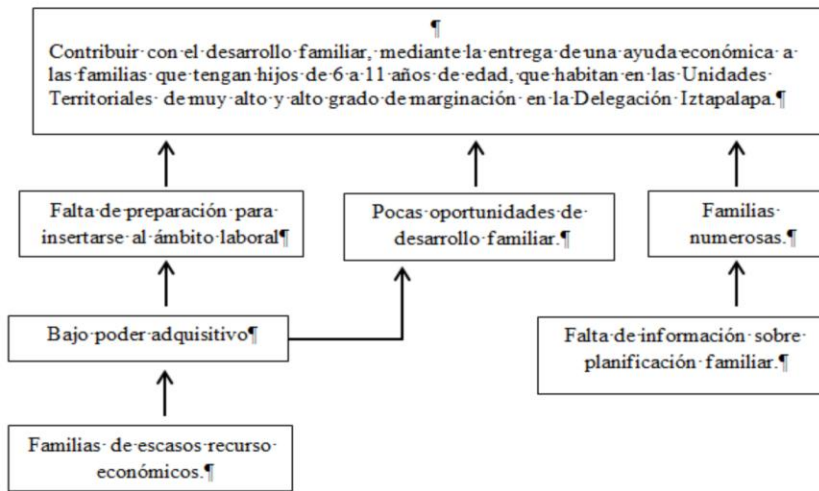 ¶
Contribuir con el desarrollo familiar, mediante la entrega de una ayuda económica a
las familias que tengan hijos de 6 a 11 años de edad, que habitan en las Unidades
Territoriales de muy alto y alto grado de marginación en la Delegación Iztapalapa.¶
Falta de preparación para
insertarse al ámbito laboral¶
Pocas oportunidades de
desarrollo familiar.¶
Familias
numerosas.¶
Bajo poder adquisitivo¶
Falta de información sobre
planificación familiar.¶
Familias de escasos recurso
económicos.¶